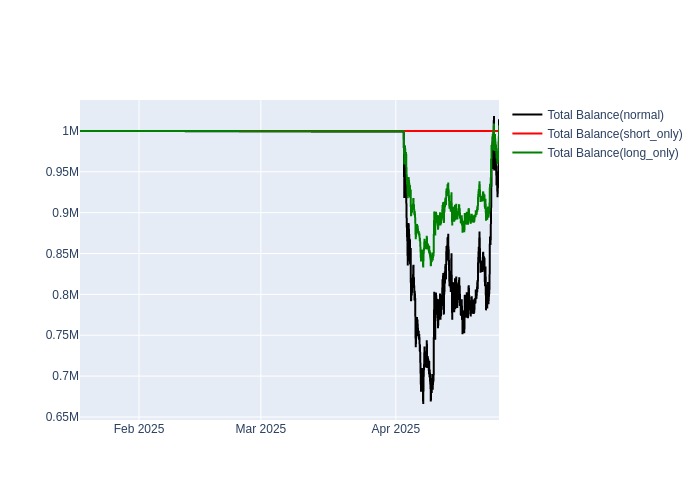 Total Balance(normal)
Total Balance(short_only)
Total Balance(long_only)
1M
0.95M
0.9M
0.85M
0.8M
0.75M
0.7M
0.65M
Feb 2025
Mar 2025
Apr 2025